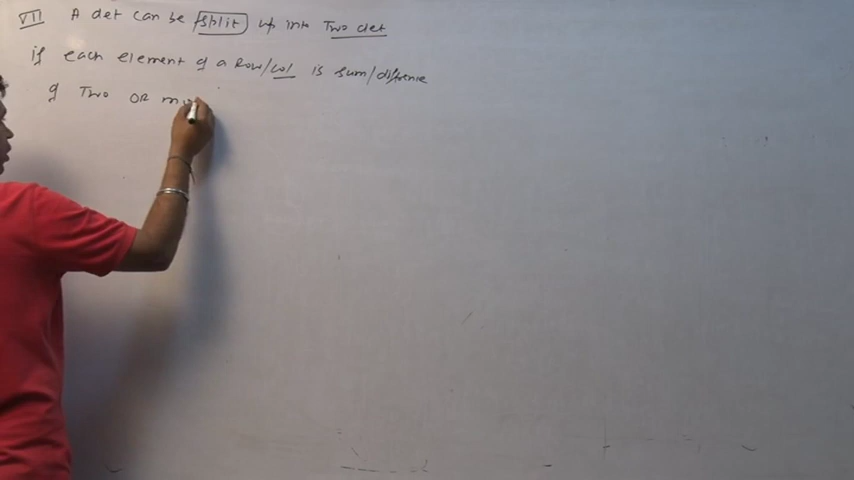 VII A det can be split up into Two det
if each element of a Row/col is sum/difference
of Two OR